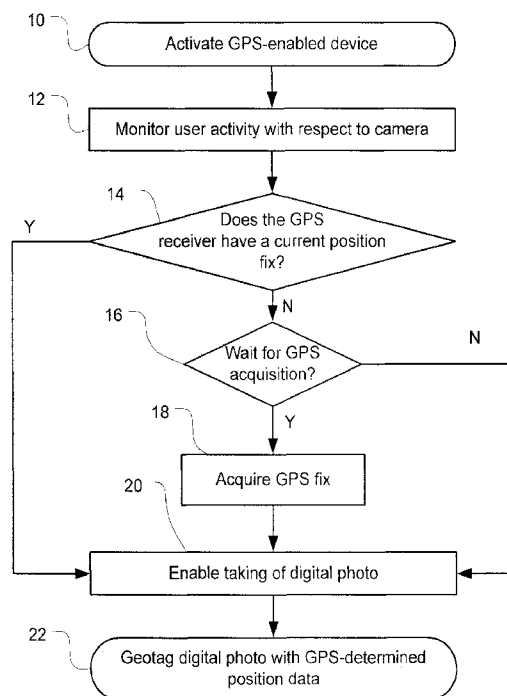 10
Activate GPS-enabled device
12
Monitor user activity with respect to camera
14
Y
Does the GPS
receiver have a current position
fix?
N
16
N
Wait for GPS
acquisition?
Y
18
Acquire GPS fix
20
Enable taking of digital photo
22
Geotag digital photo with GPS-determined
position data